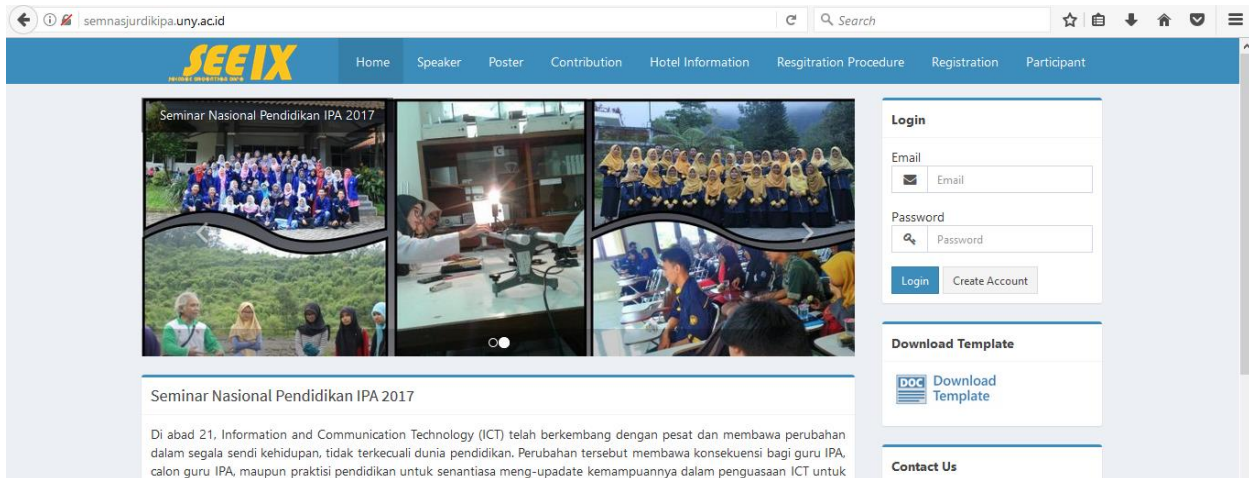 semnasjurdikipa.uny.ac.id
Search
SEE IX
Home Speaker Poster Contribution Hotel Information Resgitration Procedure Registration Participant
Seminar Nasional Pendidikan IPA 2017
Login
Email
Email
Password
Password
Login Create Account
Download Template
DOC Download
Template
Seminar Nasional Pendidikan IPA 2017
Di abad 21, Information and Communication Technology (ICT) telah berkembang dengan pesat dan membawa perubahan
dalam segala sendi kehidupan, tidak terkecuali dunia pendidikan. Perubahan tersebut membawa konsekuensi bagi guru IPA,
calon guru IPA, maupun praktisi pendidikan untuk senantiasa meng-upadate kemampuannya dalam penguasaan ICT untuk
Contact Us